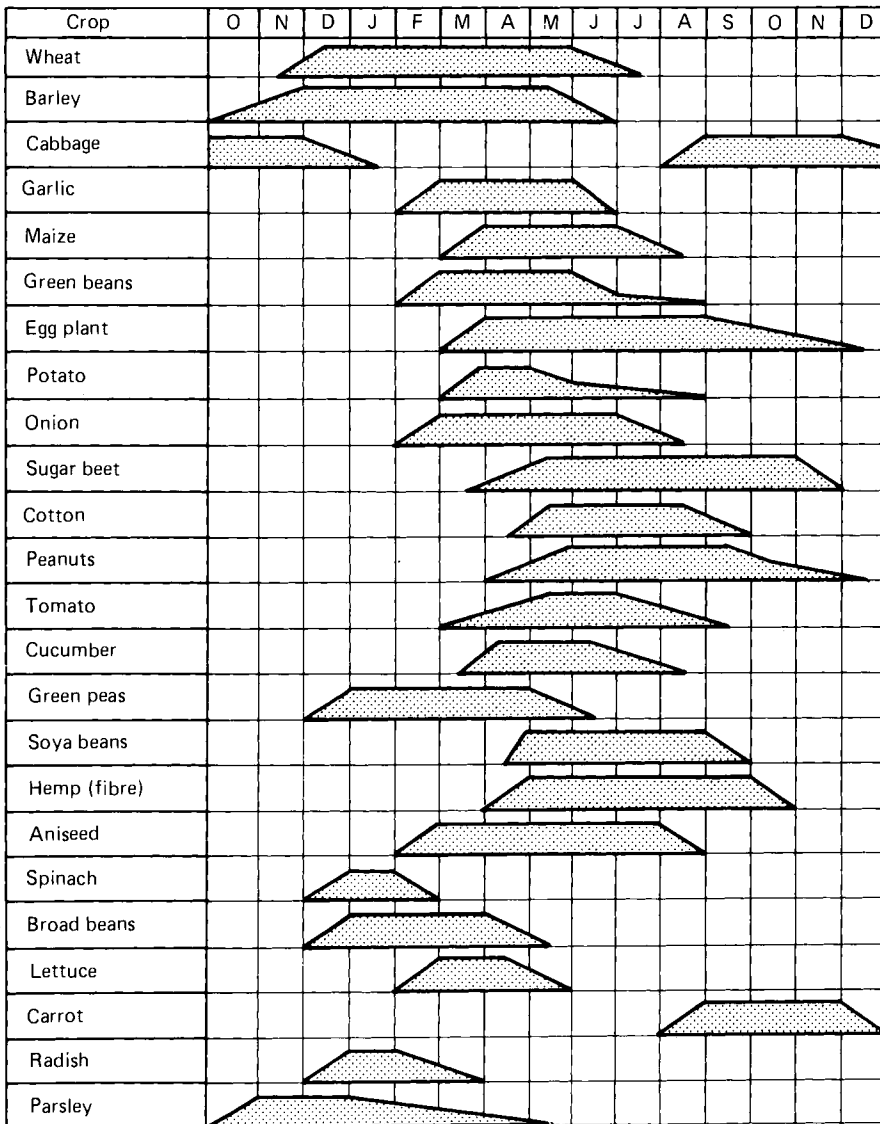 Crop O N D J F M A M J J A S O N D
Wheat
Barley
Cabbage
Garlic
Maize
Green beans
Egg plant
Potato
Onion
Sugar beet
Cotton
Peanuts
Tomato
Cucumber
Green peas
Soya beans
Hemp (fibre)
Aniseed
Spinach
Broad beans
Lettuce
Carrot
Radish
Parsley